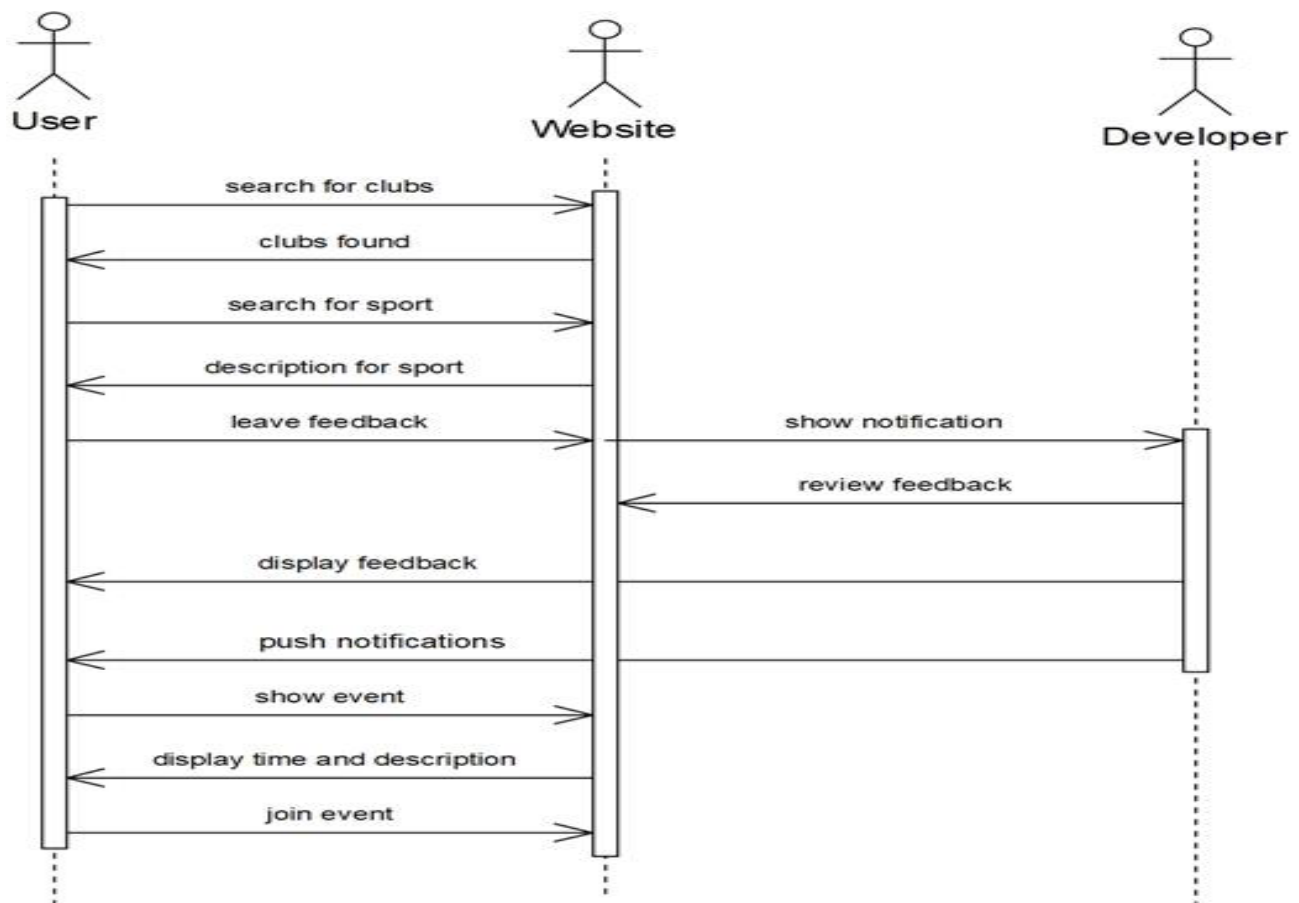 User
Website
Developer
search for clubs
clubs found
search for sport
description for sport
leave feedback
show notification
review feedback
display feedback
push notifications
show event
display time and description
join event